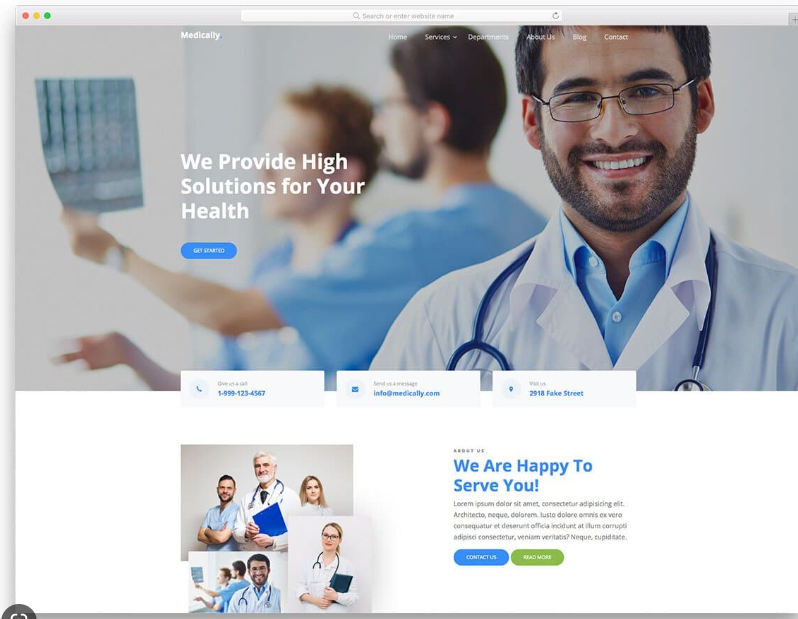 Search or enter website name
Medically
Home Services Departments About Us Blog Contact
We Provide High
Solutions for Your
Health
GET STARTED
Give us a call
1-999-123-4567
Send us a message
info@medically.com
Visit us
2918 Fake Street
ABOUT US
We Are Happy To
Serve You!
Lorem ipsum dolor sit amet, consectetur adipisicing elit.
Architecto, neque, dolorem. Iusto dolore omnis ex vero
consequatur et deserunt officia incidunt at illum corrupti
adipisci consectetur, veniam veritatis? Neque, cupiditate.
CONTACT US READ MORE